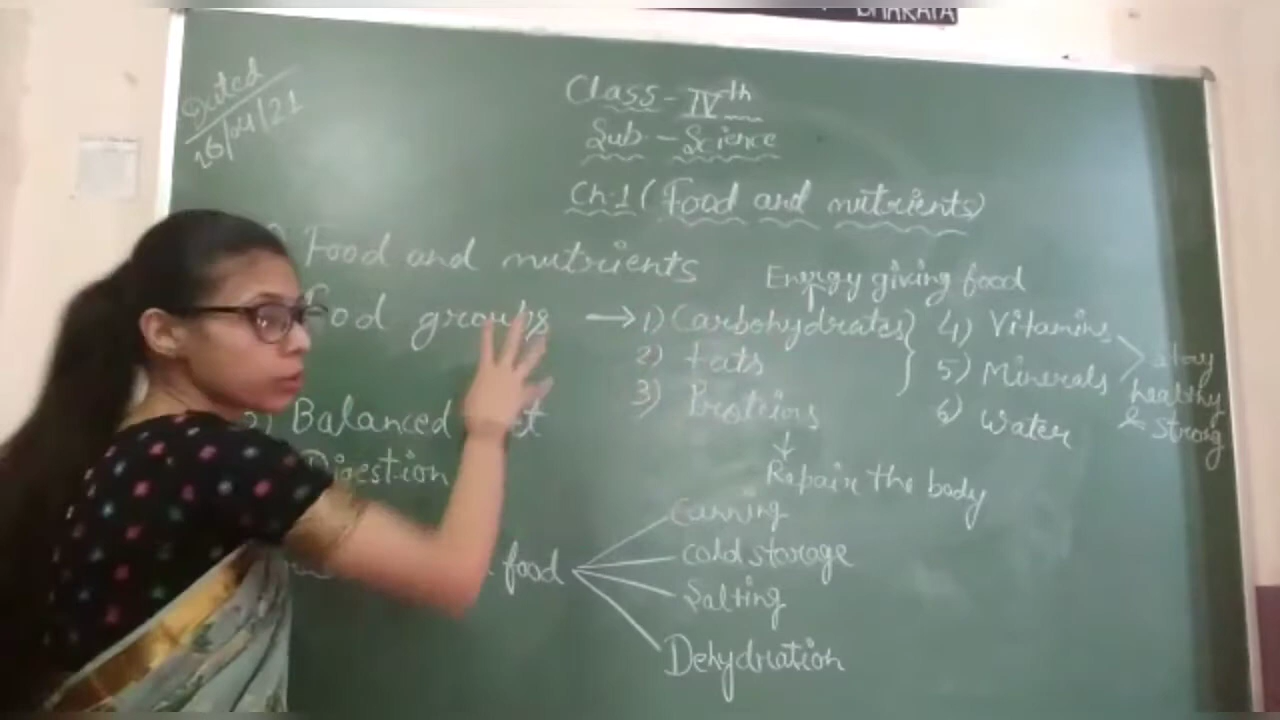 BHARATA
Dated
16/04/21
Class - IVth
Sub - Science
Ch.1 (Food and nutrients)
Food and nutrients
Energy giving food
Food groups → 1) Carbohydrates } 4) Vitamins
2) Fats 5) Minerals
3) Proteins 6) Water
stay
healthy
& strong
2) Balanced
Repair the body
Digestion
food
Canning
cold storage
Salting
Dehydration